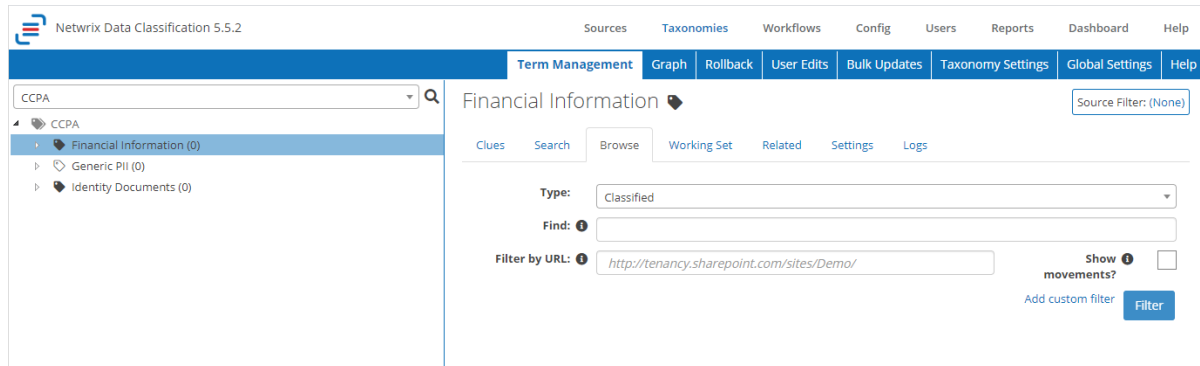 Netwrix Data Classification 5.5.2
Sources Taxonomies Workflows Config Users Reports Dashboard Help
Term Management Graph Rollback User Edits Bulk Updates Taxonomy Settings Global Settings Help
CCPA
Financial Information
Source Filter: (None)
CCPA
Financial Information (0)
Generic PII (0)
Identity Documents (0)
Clues Search Browse Working Set Related Settings Logs
Type: Classified
Find:
Filter by URL: http://tenancy.sharepoint.com/sites/Demo/
Show
movements?
Add custom filter Filter